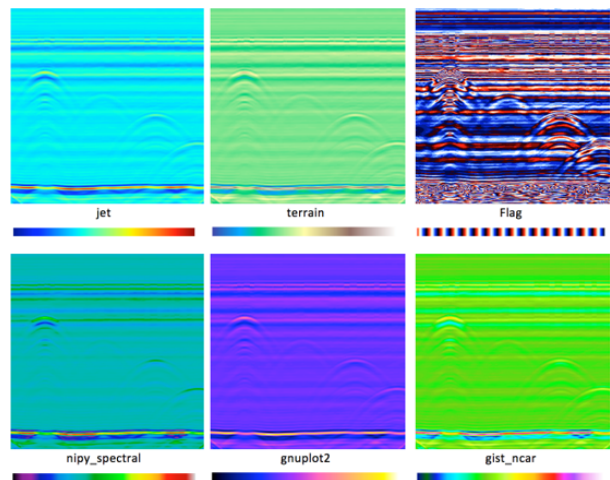 jet
terrain
Flag
nipy_spectral
gnuplot2
gist_ncar